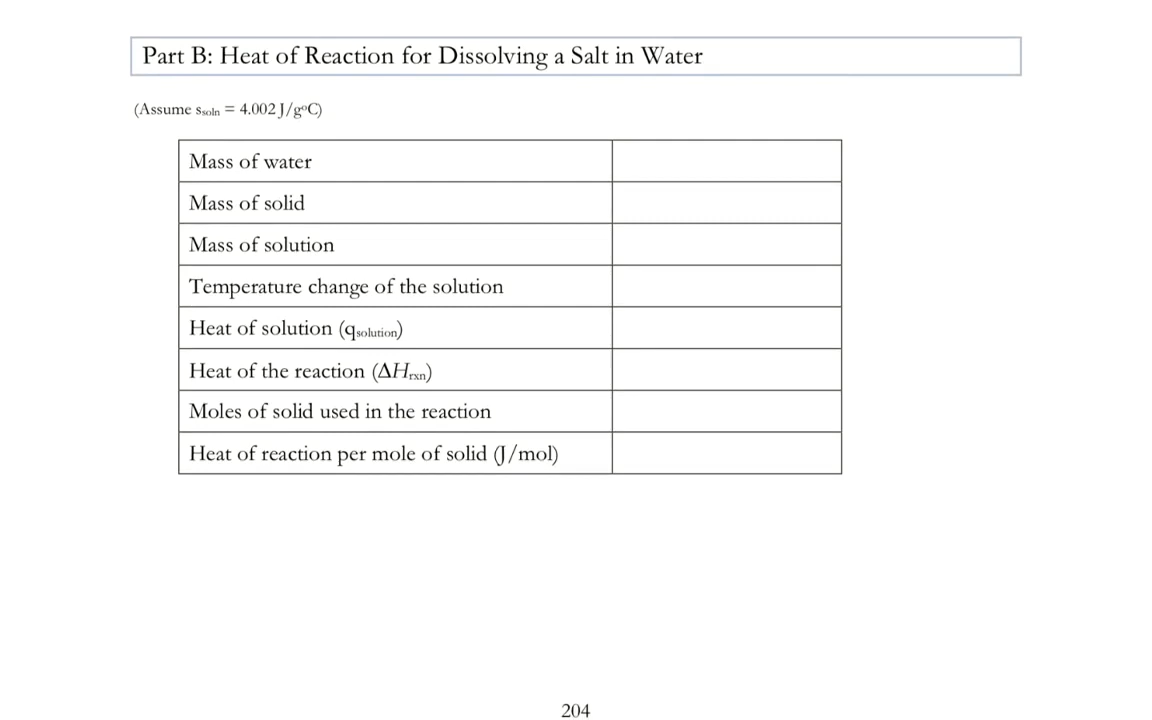 Part B: Heat of Reaction for Dissolving a Salt in Water
(Assume ssoln = 4.002 J/g°C)
Mass of water
Mass of solid
Mass of solution
Temperature change of the solution
Heat of solution (qsolution)
Heat of the reaction (ΔHrxn)
Moles of solid used in the reaction
Heat of reaction per mole of solid (J/mol)
204